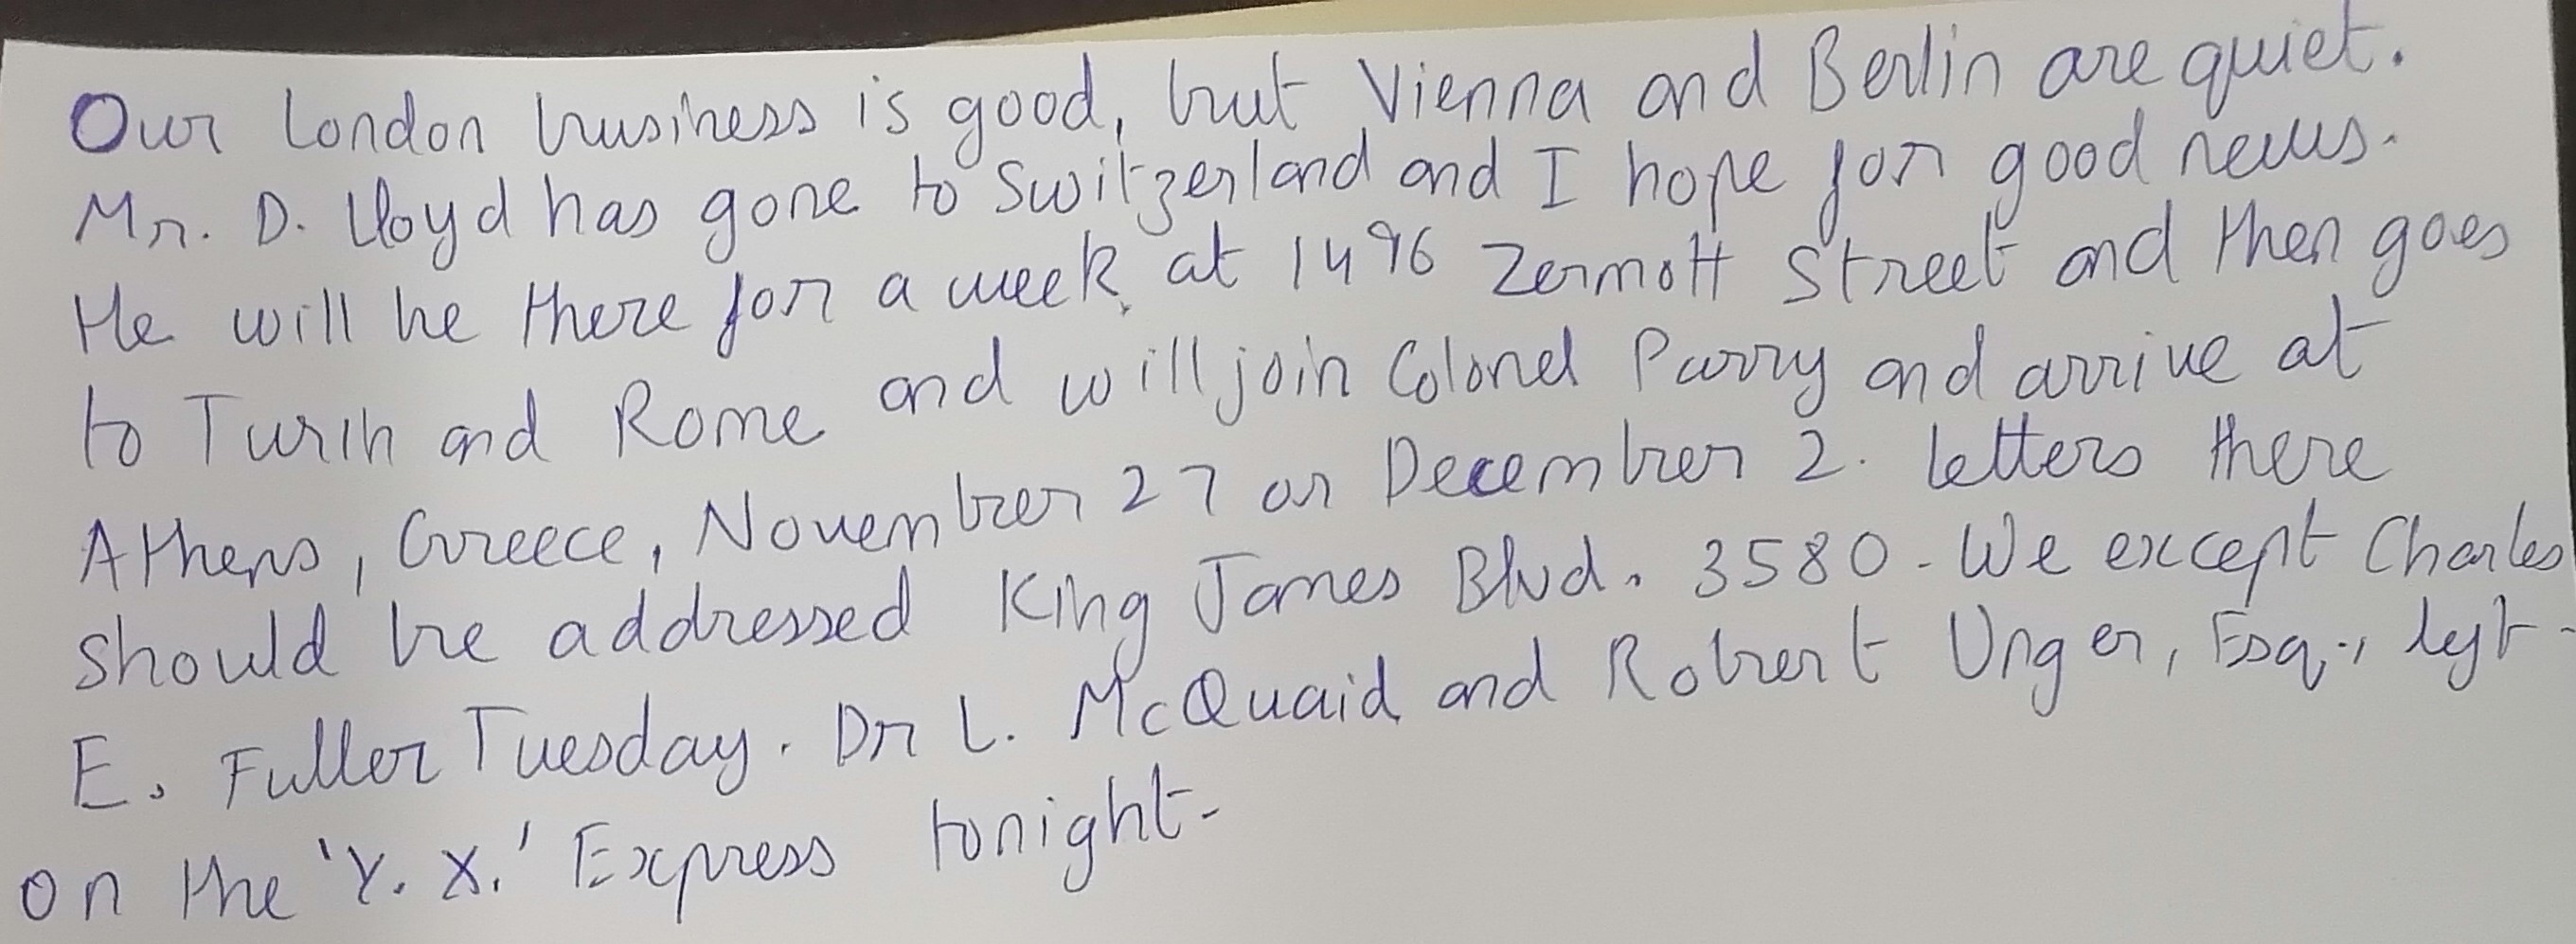 Our London business is good, but Vienna and Berlin are quiet.
Mr. D. Lloyd has gone to Switzerland and I hope for good news.
He will be there for a week at 1496 Zermott Street and then goes
to Turin and Rome and will join Colonel Parry and arrive at
Athens, Greece, November 27 or December 2. Letters there
should be addressed King James Blvd. 3580. We except Charles
E. Fuller Tuesday. Dr L. McQuaid and Robert Unger, Esq., left
on the 'Y. X.' Express tonight.